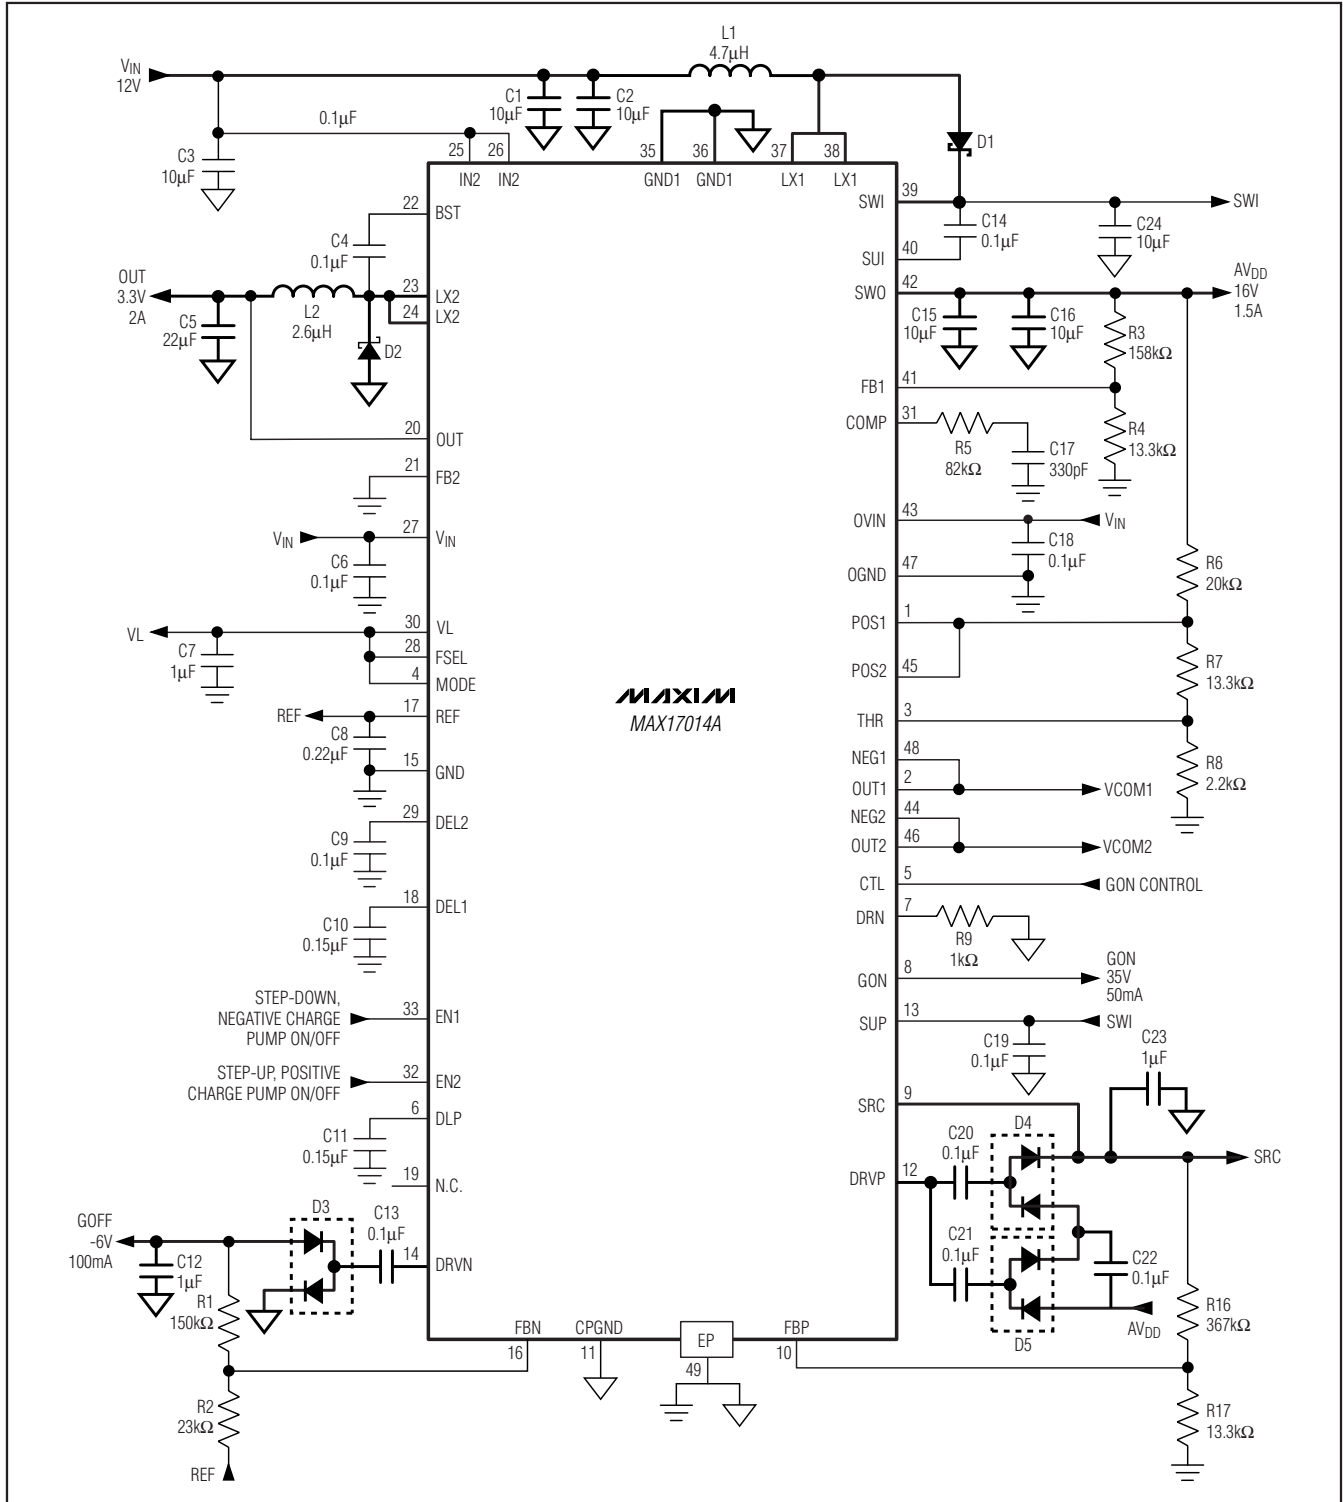 L1
4.7μH
VIN
12V
C1
10μF
C2
10μF
0.1μF
C3
10μF
25
26
35
36
37
38
IN2
IN2
GND1
GND1
LX1
LX1
D1
39
SWI
SWI
C14
0.1μF
C24
10μF
40
SUI
22
BST
C4
0.1μF
OUT
3.3V
2A
C5
22μF
L2
2.6μH
23
LX2
24
LX2
D2
42
SWO
AVDD
16V
1.5A
C15
10μF
C16
10μF
R3
158kΩ
41
FB1
31
COMP
R5
82kΩ
C17
330pF
R4
13.3kΩ
20
OUT
21
FB2
43
OVIN
VIN
C18
0.1μF
47
OGND
R6
20kΩ
VIN
27
VIN
C6
0.1μF
1
POS1
45
POS2
R7
13.3kΩ
VL
30
VL
C7
1μF
28
FSEL
4
MODE
MAXIM
MAX17014A
REF
17
REF
C8
0.22μF
15
GND
3
THR
R8
2.2kΩ
48
NEG1
2
OUT1
VCOM1
44
NEG2
46
OUT2
VCOM2
29
DEL2
C9
0.1μF
5
CTL
GON CONTROL
18
DEL1
C10
0.15μF
7
DRN
R9
1kΩ
8
GON
GON
35V
50mA
STEP-DOWN,
NEGATIVE CHARGE
PUMP ON/OFF
33
EN1
13
SUP
SWI
C19
0.1μF
C23
1μF
STEP-UP, POSITIVE
CHARGE PUMP ON/OFF
32
EN2
9
SRC
6
DLP
C11
0.15μF
C20
0.1μF
D4
SRC
12
DRVP
19
N.C.
GOFF
-6V
100mA
C12
1μF
D3
C13
0.1μF
14
DRVN
C21
0.1μF
C22
0.1μF
D5
AVDD
R16
367kΩ
R1
150kΩ
FBN
16
CPGND
11
EP
49
FBP
10
R2
23kΩ
REF
R17
13.3kΩ